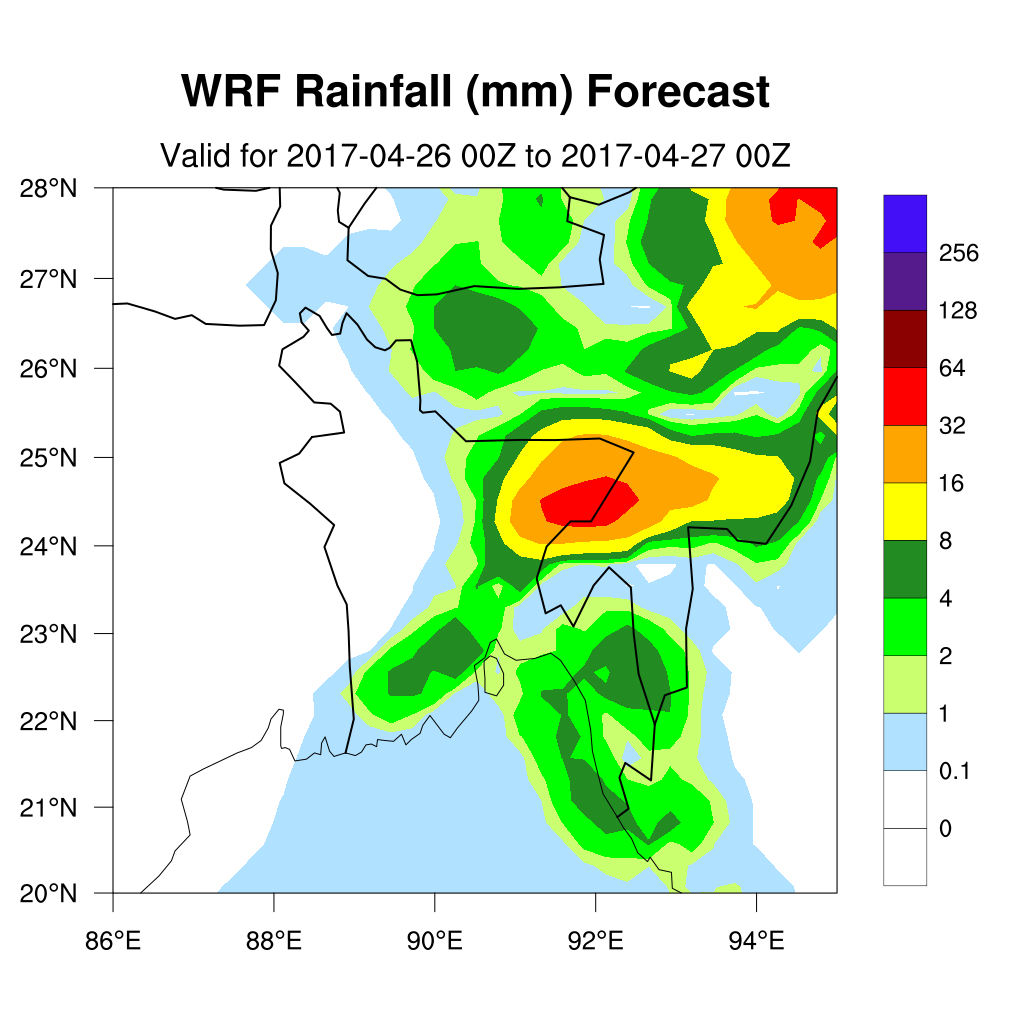 WRF Rainfall (mm) Forecast
Valid for 2017-04-26 00Z to 2017-04-27 00Z
28°N
27°N
26°N
25°N
24°N
23°N
22°N
21°N
20°N
86°E 88°E 90°E 92°E 94°E
256
128
64
32
16
8
4
2
1
0.1
0